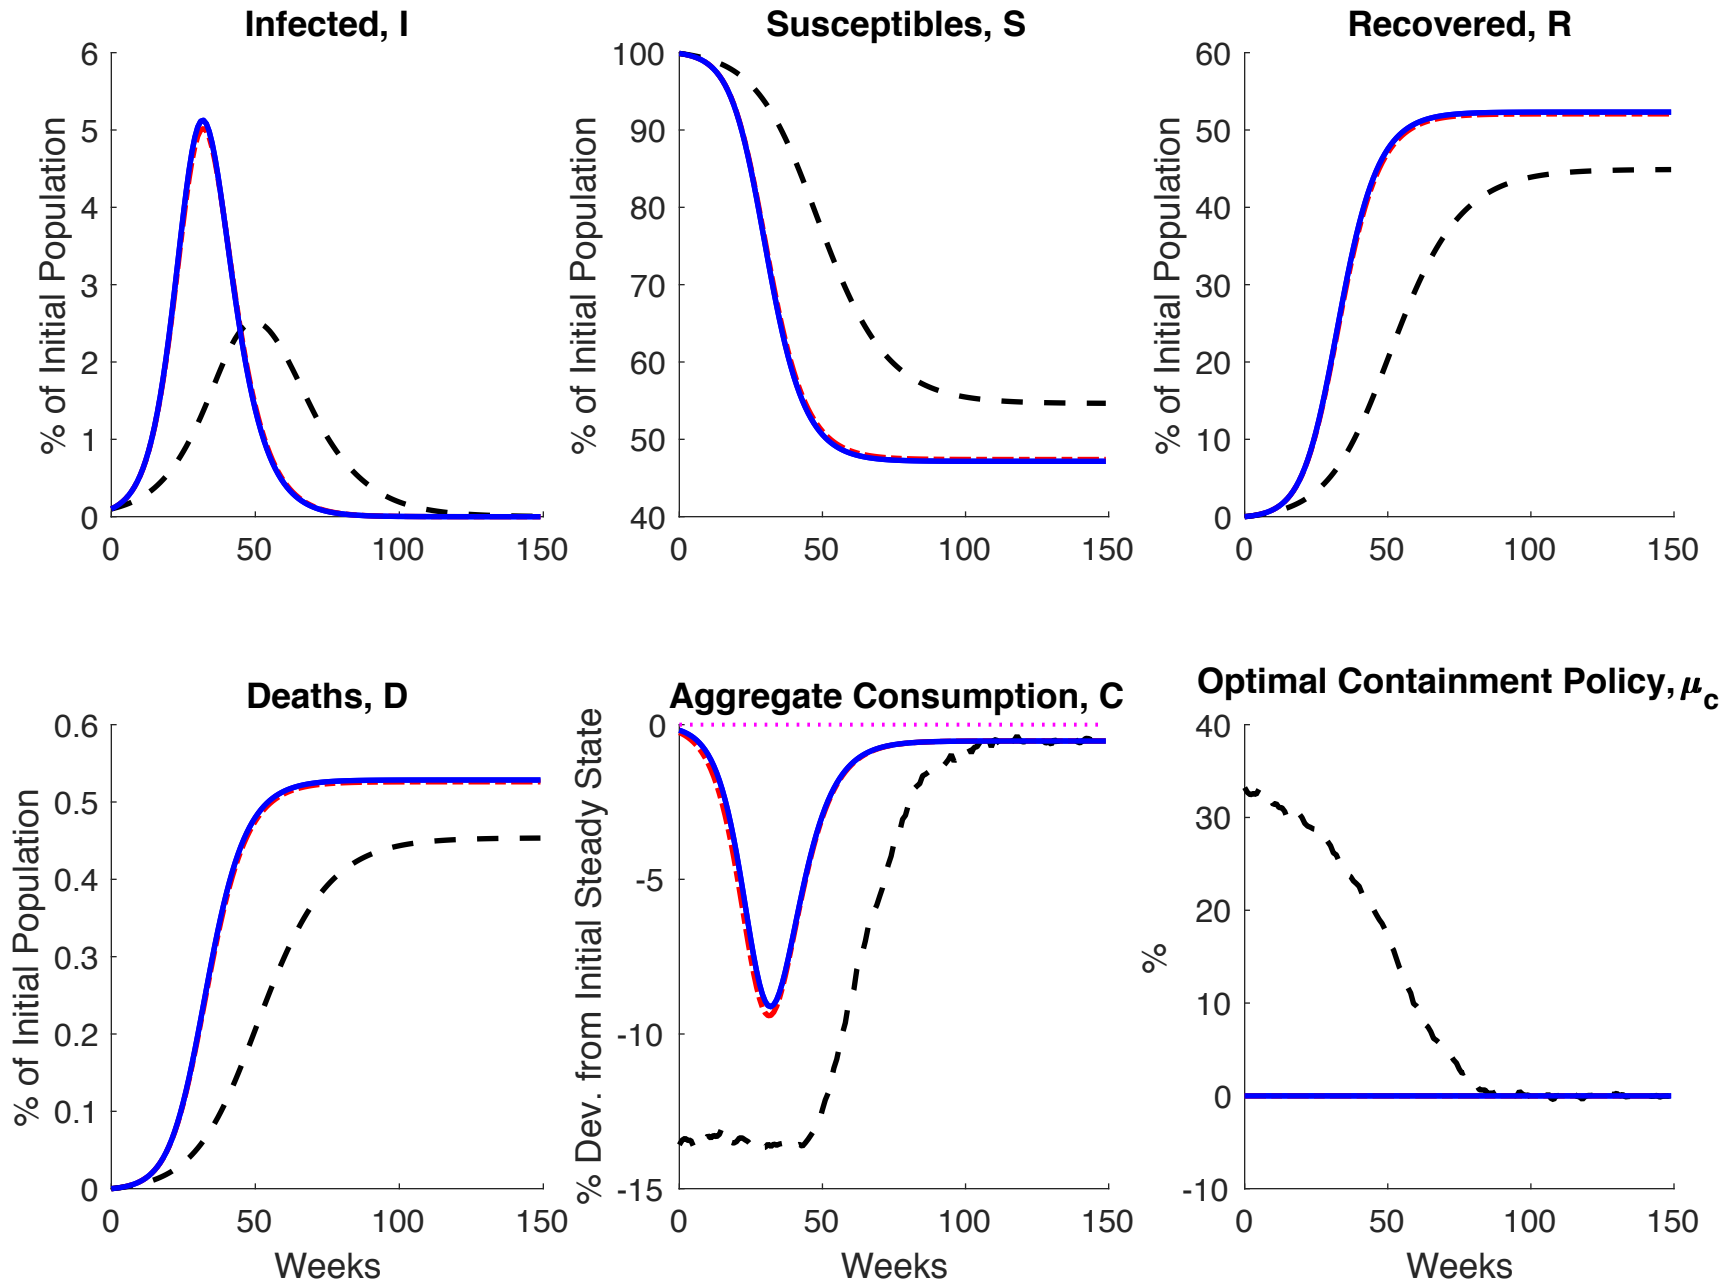 Infected, I
% of Initial Population
6
5
4
3
2
1
0
0 50 100 150
Susceptibles, S
% of Initial Population
100
90
80
70
60
50
40
0 50 100 150
Recovered, R
% of Initial Population
60
50
40
30
20
10
0
0 50 100 150
Deaths, D
% of Initial Population
0.6
0.5
0.4
0.3
0.2
0.1
0
0 50 100 150
Weeks
Aggregate Consumption, C
% Dev. from Initial Steady State
0
-5
-10
-15
0 50 100 150
Weeks
Optimal Containment Policy, μc
%
40
30
20
10
0
-10
0 50 100 150
Weeks